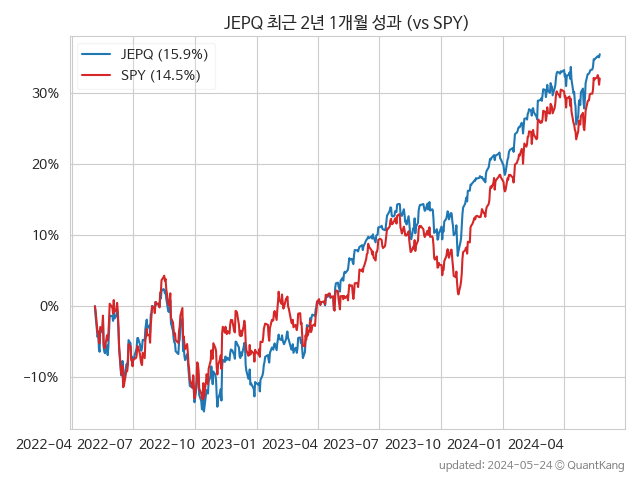 JEPQ 최근 2년 1개월 성과 (vs SPY)
JEPQ (15.9%)
SPY (14.5%)
30%
20%
10%
0%
−10%
2022-04 2022-07 2022-10 2023-01 2023-04 2023-07 2023-10 2024-01 2024-04
updated: 2024-05-24 © QuantKang